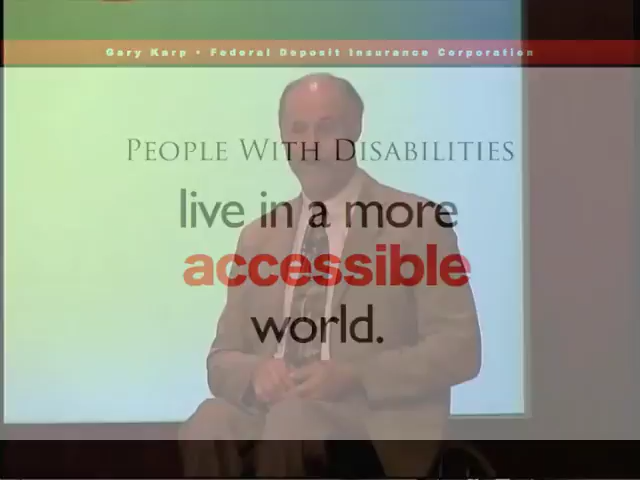 Gary Karp • Federal Deposit Insurance Corporation
PEOPLE WITH DISABILITIES
live in a more
accessible
world.